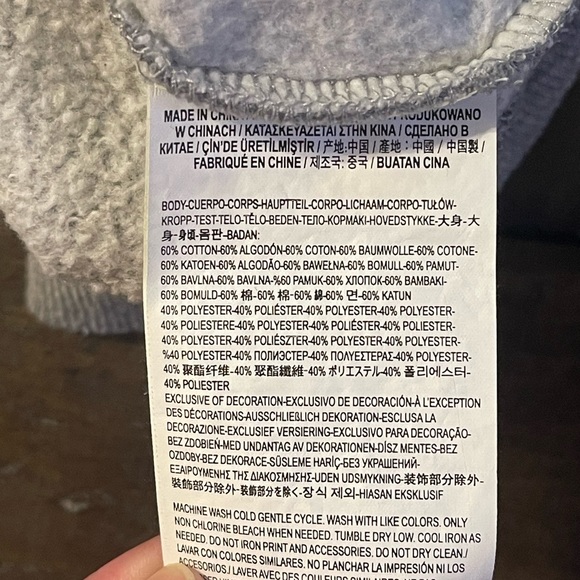 MADE IN RODUKOWANO
W CHINACH / ΚΑΤΑΣΚΕΥΑΖΕΤΑΙ ΣΤΗΝ ΚΙΝΑ / СДЕЛАНО В
КИТАЕ / ÇİN'DE ÜRETİLMİŞTİR / 产地:中国 / 產地：中國 / 中国製 /
FABRIQUÉ EN CHINE / 제조국: 중국 / BUATAN CINA
BODY-CUERPO-CORPS-HAUPTTEIL-CORPO-LICHAAM-CORPO-TUŁÓW-
KROPP-TEST-TELO-TĚLO-BEDEN-ТЕЛО-ΚΟΡΜΑΚΙ-HOVEDSTYKKE-大身-大
身-身頃-몸판-BADAN:
60% COTTON-60% ALGODÓN-60% COTON-60% BAUMWOLLE-60% COTONE-
60% KATOEN-60% ALGODÃO-60% BAWEŁNA-60% BOMULL-60% PAMUT-
60% BAVLNA-60% BAVLNA-%60 PAMUK-60% ХЛОПОК-60% ΒΑΜΒΑΚΙ-
60% BOMULD-60% 棉-60% 棉-60% 綿-60% 면-60% KATUN
40% POLYESTER-40% POLIÉSTER-40% POLYESTER-40% POLYESTER-
40% POLIESTERE-40% POLYESTER-40% POLIÉSTER-40% POLIESTER-
40% POLYESTER-40% POLIÉSZTER-40% POLYESTER-40% POLYESTER-
%40 POLYESTER-40% ПОЛИЭСТЕР-40% ΠΟΛΥΕΣΤΕΡΑΣ-40% POLYESTER-
40% 聚酯纤维-40% 聚酯纖維-40% ポリエステル-40% 폴리에스터-
40% POLIESTER
EXCLUSIVE OF DECORATION-EXCLUSIVO DE DECORACIÓN-À L'EXCEPTION
DES DÉCORATIONS-AUSSCHLIEßLICH DEKORATION-ESCLUSA LA
DECORAZIONE-EXCLUSIEF VERSIERING-EXCLUSIVO PARA DECORAÇÃO-
BEZ ZDOBIEŃ-MED UNDANTAG AV DEKORATIONEN-DÍSZ MENTES-BEZ
OZDOBY-BEZ DEKORACE-SÜSLEME HARİÇ-БЕЗ УКРАШЕНИЙ-
ΕΞΑΙΡΟΥΜΕΝΗΣ ΤΗΣ ΔΙΑΚΟΣΜΗΣΗΣ-UDEN UDSMYKNING-装饰部分除外-
裝飾部分除外-装飾部分を除く-장식 제외-HIASAN EKSKLUSIF
MACHINE WASH COLD GENTLE CYCLE. WASH WITH LIKE COLORS. ONLY
NON CHLORINE BLEACH WHEN NEEDED. TUMBLE DRY LOW. COOL IRON AS
NEEDED. DO NOT IRON PRINT AND ACCESSORIES. DO NOT DRY CLEAN /
LAVAR CON COLORES SIMILARES. NO PLANCHAR LA IMPRESIÓN NI LOS
ACCESORIOS / LAVER AVEC DES COULEURS SIMILAIRES.